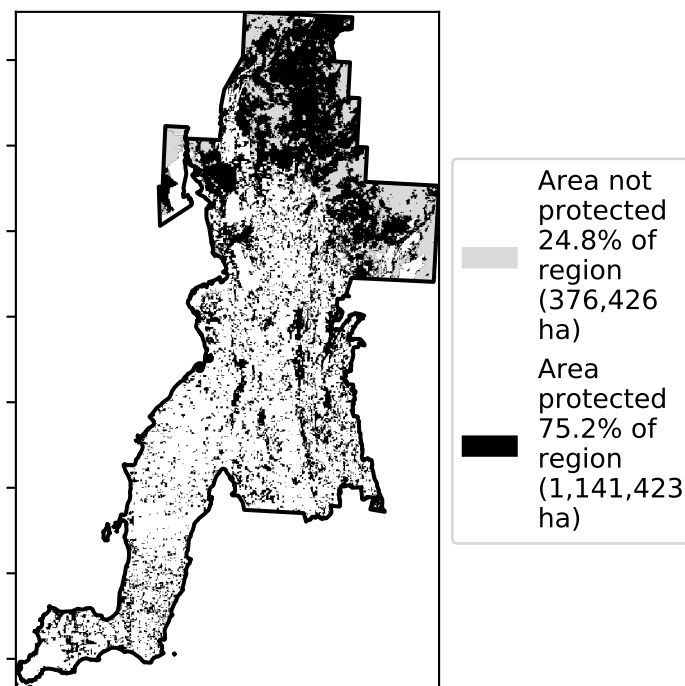 Area not
protected
24.8% of
region
(376,426
ha)
Area
protected
75.2% of
region
(1,141,423
ha)